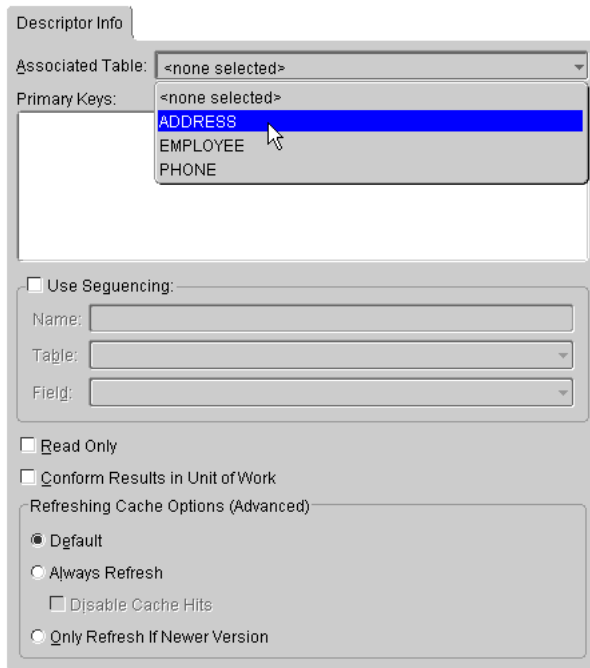 Descriptor Info
Associated Table: <none selected>
Primary Keys:
<none selected>
ADDRESS
EMPLOYEE
PHONE
Use Sequencing:
Name:
Table:
Field:
Read Only
Conform Results in Unit of Work
Refreshing Cache Options (Advanced)
Default
Always Refresh
Disable Cache Hits
Only Refresh If Newer Version